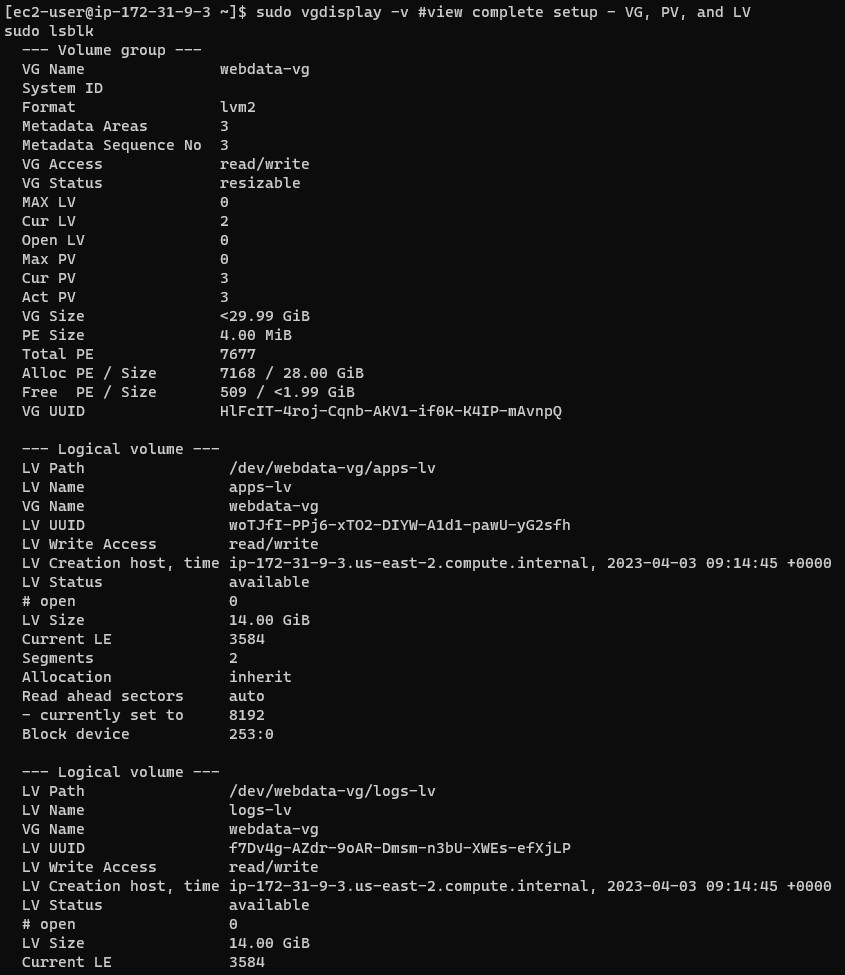 [ec2-user@ip-172-31-9-3 ~]$ sudo vgdisplay -v #view complete setup - VG, PV, and LV
sudo lsblk
  --- Volume group ---
  VG Name               webdata-vg
  System ID
  Format                lvm2
  Metadata Areas        3
  Metadata Sequence No  3
  VG Access             read/write
  VG Status             resizable
  MAX LV                0
  Cur LV                2
  Open LV               0
  Max PV                0
  Cur PV                3
  Act PV                3
  VG Size               <29.99 GiB
  PE Size               4.00 MiB
  Total PE              7677
  Alloc PE / Size       7168 / 28.00 GiB
  Free  PE / Size       509 / <1.99 GiB
  VG UUID               HlFcIT-4roj-Cqnb-AKV1-if0K-K4IP-mAvnpQ

  --- Logical volume ---
  LV Path                /dev/webdata-vg/apps-lv
  LV Name                apps-lv
  VG Name                webdata-vg
  LV UUID                woTJfI-PPj6-xTO2-DIYW-A1d1-pawU-yG2sfh
  LV Write Access        read/write
  LV Creation host, time ip-172-31-9-3.us-east-2.compute.internal, 2023-04-03 09:14:45 +0000
  LV Status              available
  # open                 0
  LV Size                14.00 GiB
  Current LE             3584
  Segments               2
  Allocation             inherit
  Read ahead sectors     auto
  - currently set to     8192
  Block device           253:0

  --- Logical volume ---
  LV Path                /dev/webdata-vg/logs-lv
  LV Name                logs-lv
  VG Name                webdata-vg
  LV UUID                f7Dv4g-AZdr-9oAR-Dmsm-n3bU-XWEs-efXjLP
  LV Write Access        read/write
  LV Creation host, time ip-172-31-9-3.us-east-2.compute.internal, 2023-04-03 09:14:45 +0000
  LV Status              available
  # open                 0
  LV Size                14.00 GiB
  Current LE             3584